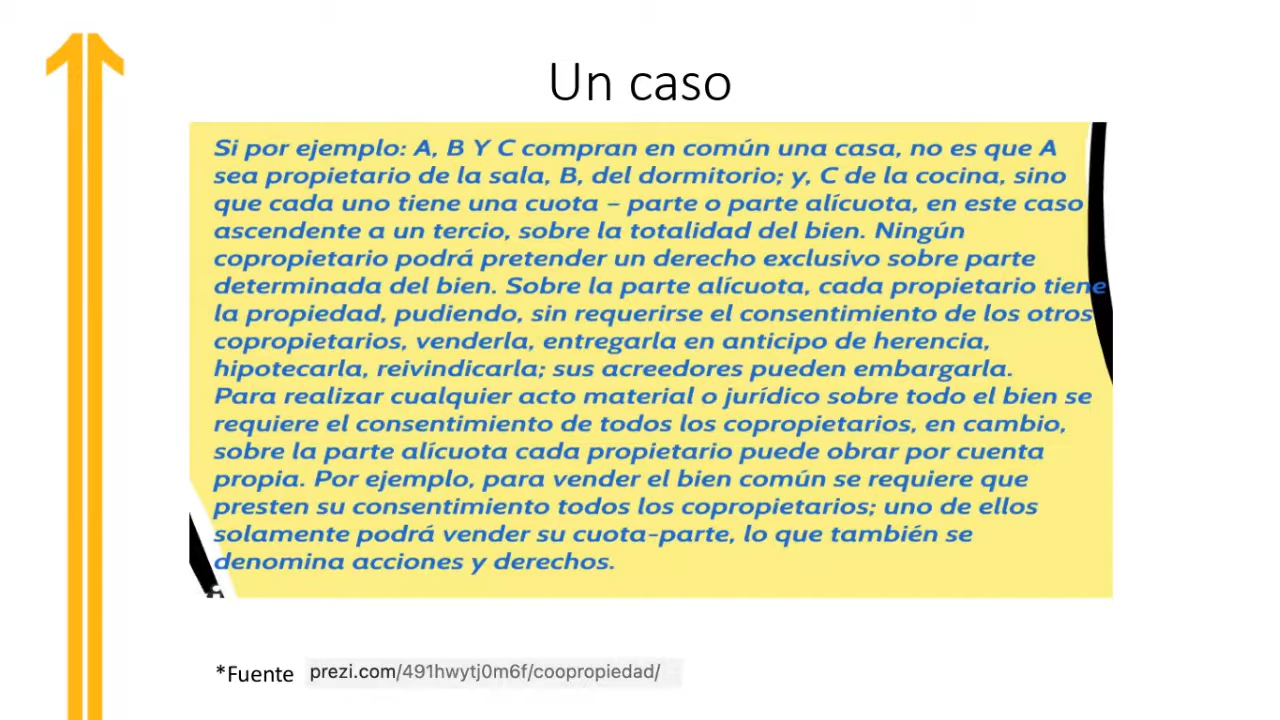 Un caso
Si por ejemplo: A, B Y C compran en común una casa, no es que A
sea propietario de la sala, B, del dormitorio; y, C de la cocina, sino
que cada uno tiene una cuota – parte o parte alícuota, en este caso
ascendente a un tercio, sobre la totalidad del bien. Ningún
copropietario podrá pretender un derecho exclusivo sobre parte
determinada del bien. Sobre la parte alícuota, cada propietario tiene
la propiedad, pudiendo, sin requerirse el consentimiento de los otros
copropietarios, venderla, entregarla en anticipo de herencia,
hipotecarla, reivindicarla; sus acreedores pueden embargarla.
Para realizar cualquier acto material o jurídico sobre todo el bien se
requiere el consentimiento de todos los copropietarios, en cambio,
sobre la parte alícuota cada propietario puede obrar por cuenta
propia. Por ejemplo, para vender el bien común se requiere que
presten su consentimiento todos los copropietarios; uno de ellos
solamente podrá vender su cuota-parte, lo que también se
denomina acciones y derechos.
*Fuente prezi.com/491hwytj0m6f/coopropiedad/